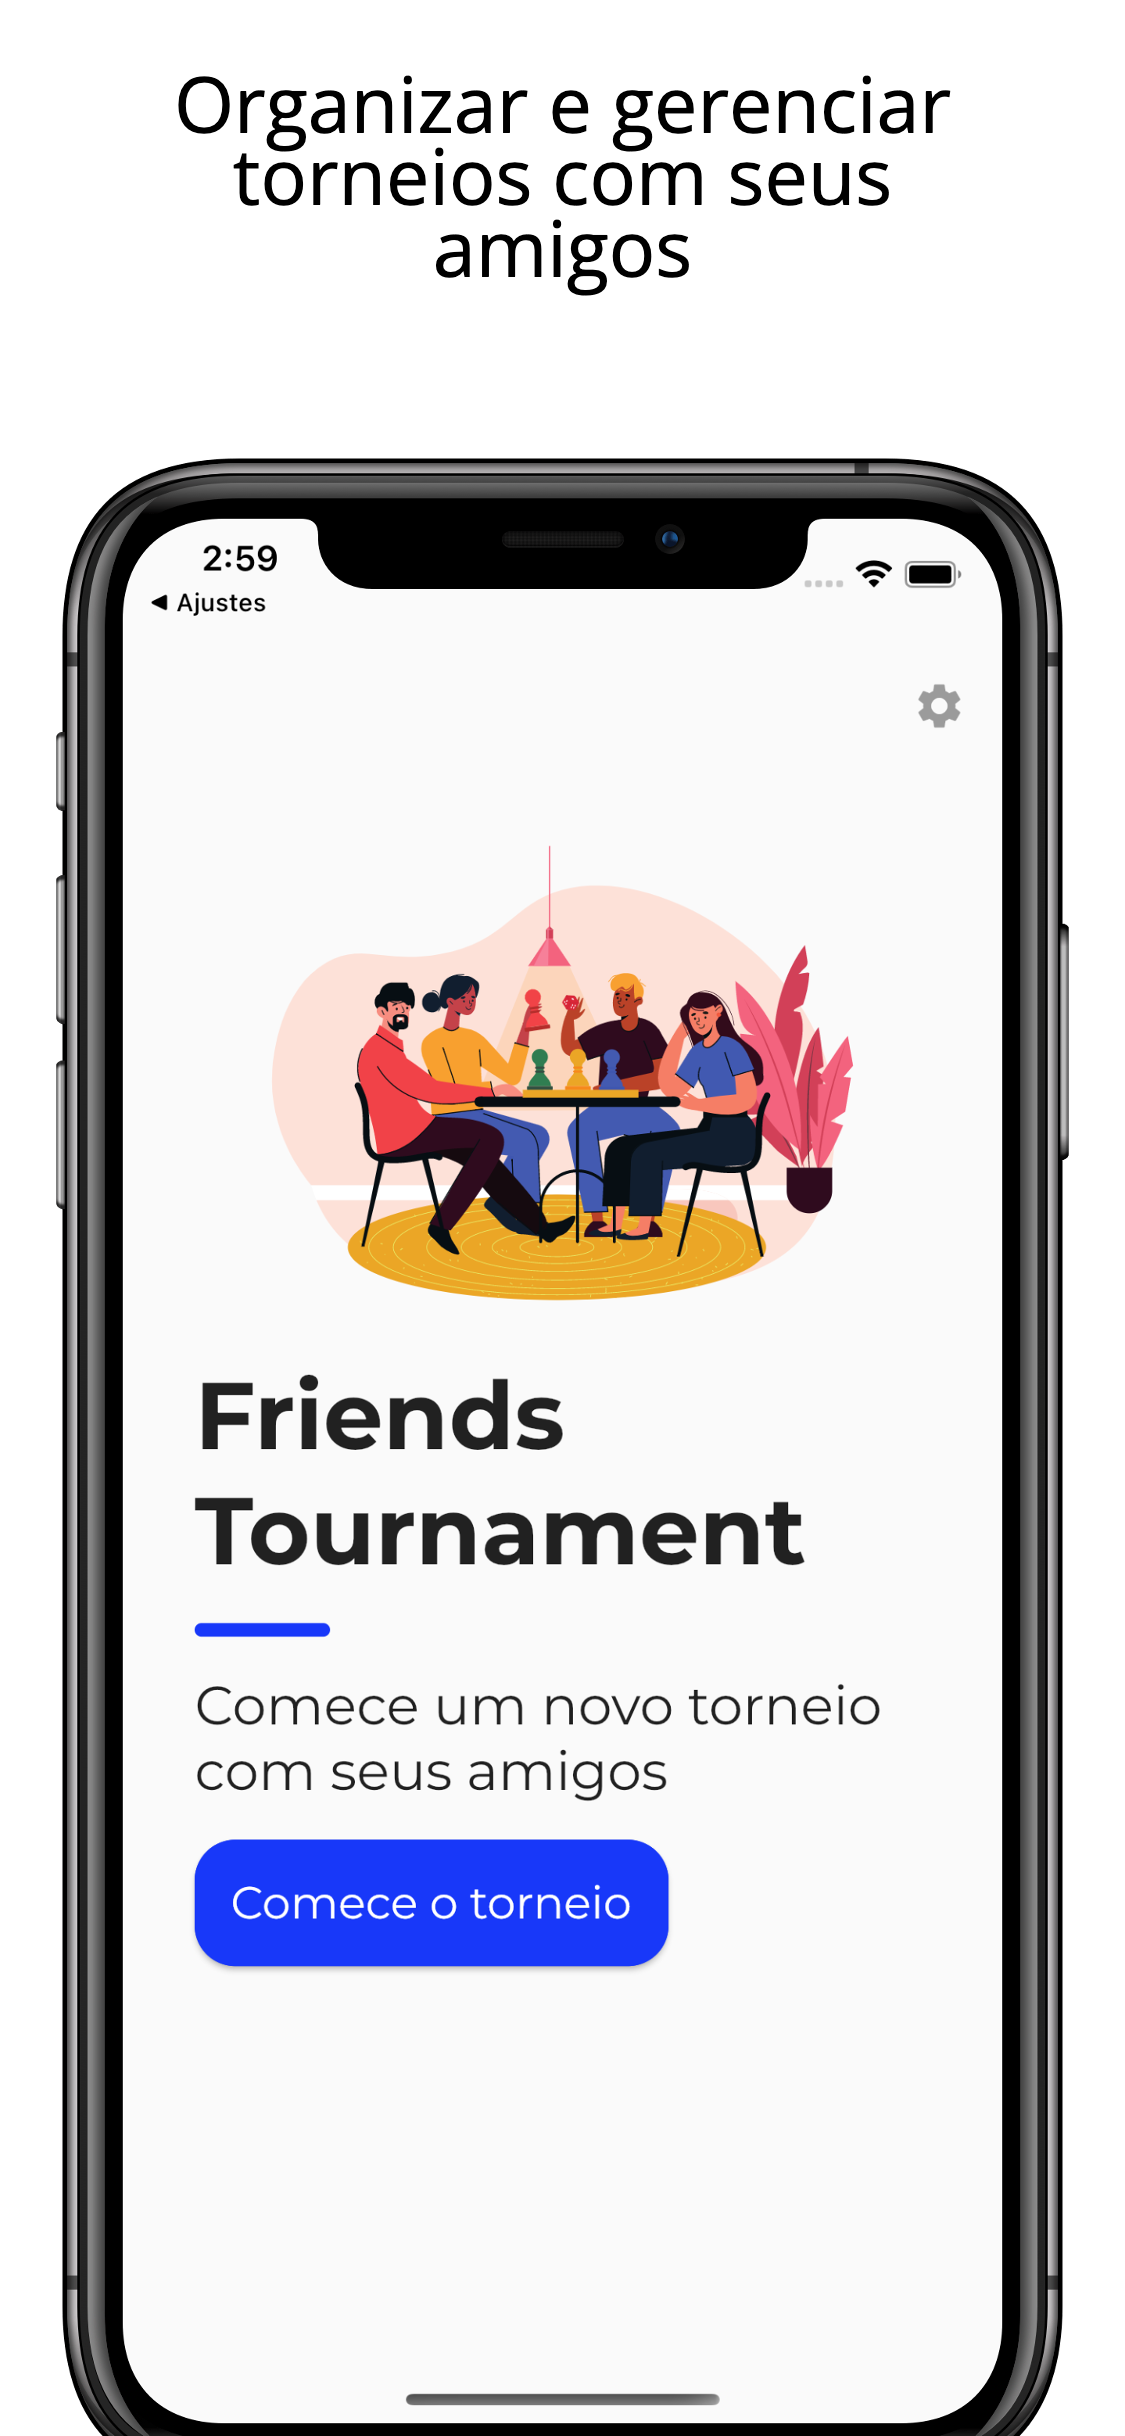 Organizar e gerenciar
torneios com seus
amigos
2:59
Ajustes
Friends
Tournament
Comece um novo torneio
com seus amigos
Comece o torneio